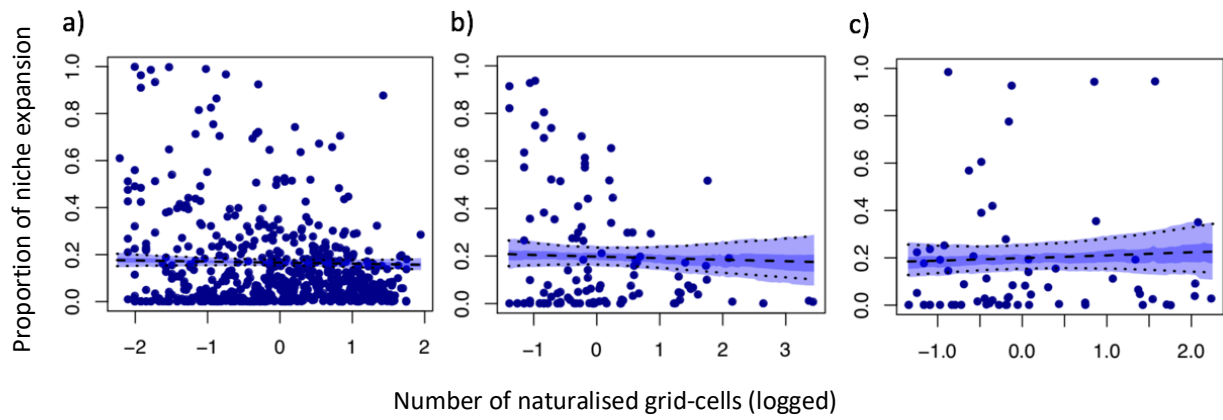 a)
b)
c)
Proportion of niche expansion
0.0 0.2 0.4 0.6 0.8 1.0
−2 −1 0 1 2
0.0 0.2 0.4 0.6 0.8 1.0
−1 0 1 2 3
0.0 0.2 0.4 0.6 0.8 1.0
−1.0 0.0 1.0 2.0
Number of naturalised grid-cells (logged)